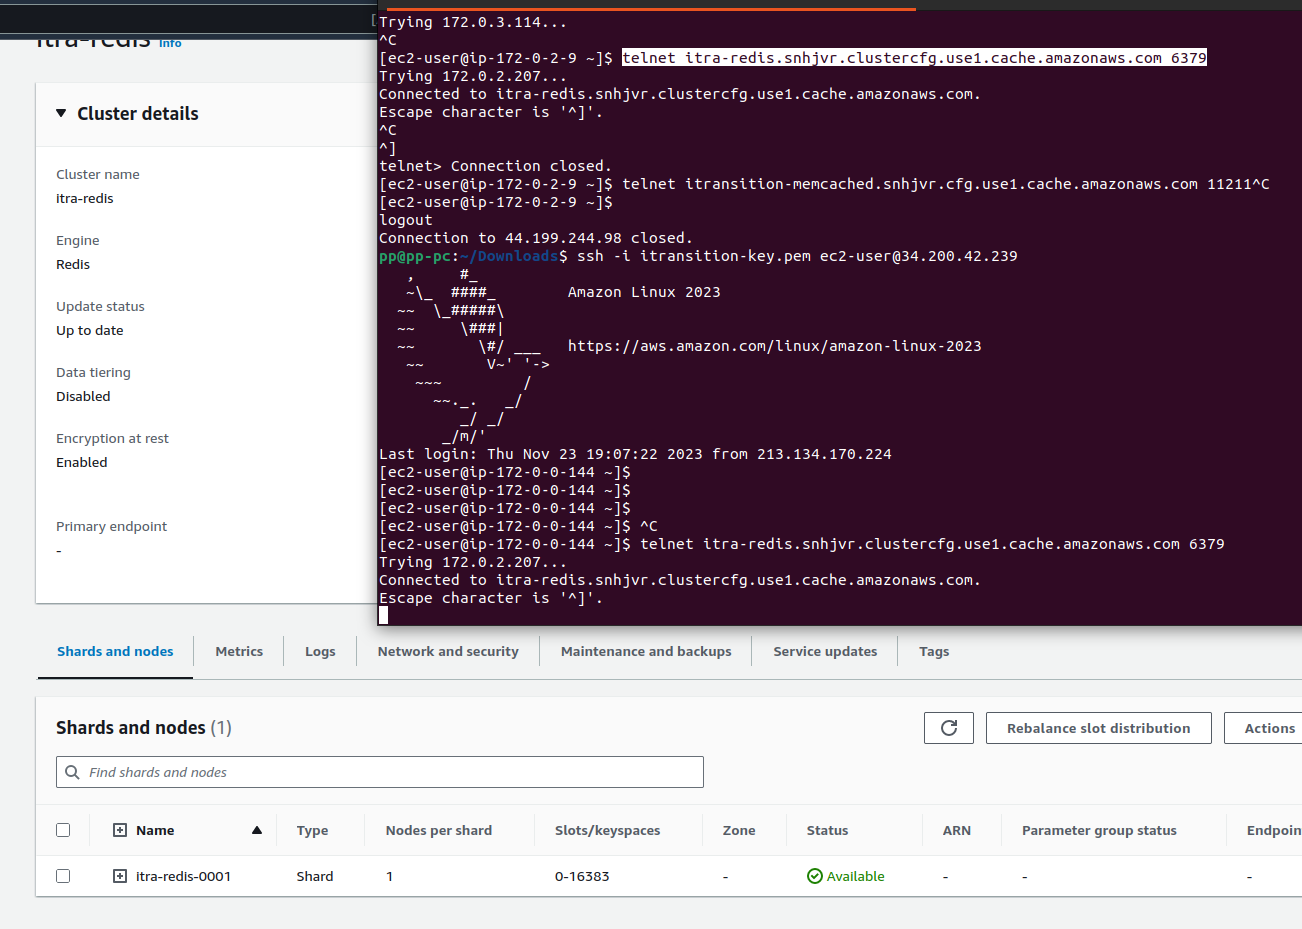 itra-redis Info
Cluster details
Cluster name
itra-redis
Engine
Redis
Update status
Up to date
Data tiering
Disabled
Encryption at rest
Enabled
Primary endpoint
-
[
Trying 172.0.3.114...
^C
[ec2-user@ip-172-0-2-9 ~]$ telnet itra-redis.snhjvr.clustercfg.use1.cache.amazonaws.com 6379
Trying 172.0.2.207...
Connected to itra-redis.snhjvr.clustercfg.use1.cache.amazonaws.com.
Escape character is '^]'.
^C
^]
telnet> Connection closed.
[ec2-user@ip-172-0-2-9 ~]$ telnet itransition-memcached.snhjvr.cfg.use1.cache.amazonaws.com 11211^C
[ec2-user@ip-172-0-2-9 ~]$
logout
Connection to 44.199.244.98 closed.
pp@pp-pc:~/Downloads$ ssh -i itransition-key.pem ec2-user@34.200.42.239
   ,     #_
   ~\_  ####_        Amazon Linux 2023
  ~~  \_#####\
  ~~     \###|
  ~~       \#/ ___   https://aws.amazon.com/linux/amazon-linux-2023
   ~~       V~' '->
    ~~~         /
      ~~._.   _/
         _/ _/
       _/m/'
Last login: Thu Nov 23 19:07:22 2023 from 213.134.170.224
[ec2-user@ip-172-0-0-144 ~]$
[ec2-user@ip-172-0-0-144 ~]$
[ec2-user@ip-172-0-0-144 ~]$
[ec2-user@ip-172-0-0-144 ~]$ ^C
[ec2-user@ip-172-0-0-144 ~]$ telnet itra-redis.snhjvr.clustercfg.use1.cache.amazonaws.com 6379
Trying 172.0.2.207...
Connected to itra-redis.snhjvr.clustercfg.use1.cache.amazonaws.com.
Escape character is '^]'.
Shards and nodes Metrics Logs Network and security Maintenance and backups Service updates Tags
Shards and nodes (1) Rebalance slot distribution Actions
Find shards and nodes
Name Type Nodes per shard Slots/keyspaces Zone Status ARN Parameter group status Endpoin
itra-redis-0001 Shard 1 0-16383 - Available - - -